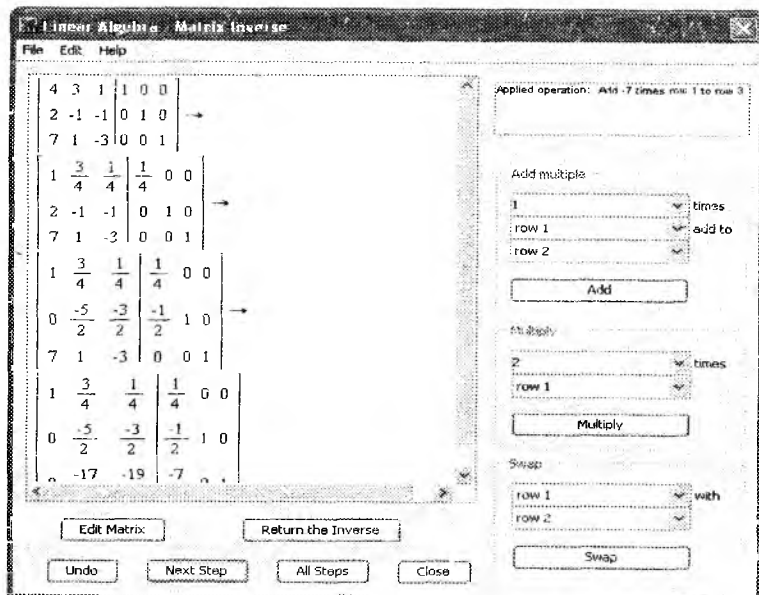 Linear Algebra - Matrix Inverse
File Edit Help
4 3 1 | 1 0 0
2 -1 -1 | 0 1 0 →
7 1 -3 | 0 0 1
1 3/4 1/4 | 1/4 0 0
2 -1 -1 | 0 1 0 →
7 1 -3 | 0 0 1
1 3/4 1/4 | 1/4 0 0
0 -5/2 -3/2 | -1/2 1 0 →
7 1 -3 | 0 0 1
1 3/4 1/4 | 1/4 0 0
0 -5/2 -3/2 | -1/2 1 0
-17 -19 -7
Edit Matrix
Return the Inverse
Undo
Next Step
All Steps
Close
Applied operation: Add -7 times row 1 to row 3
Add multiple
1 times
row 1 add to
row 2
Add
Multiply
2 times
row 1
Multiply
Swap
row 1 with
row 2
Swap